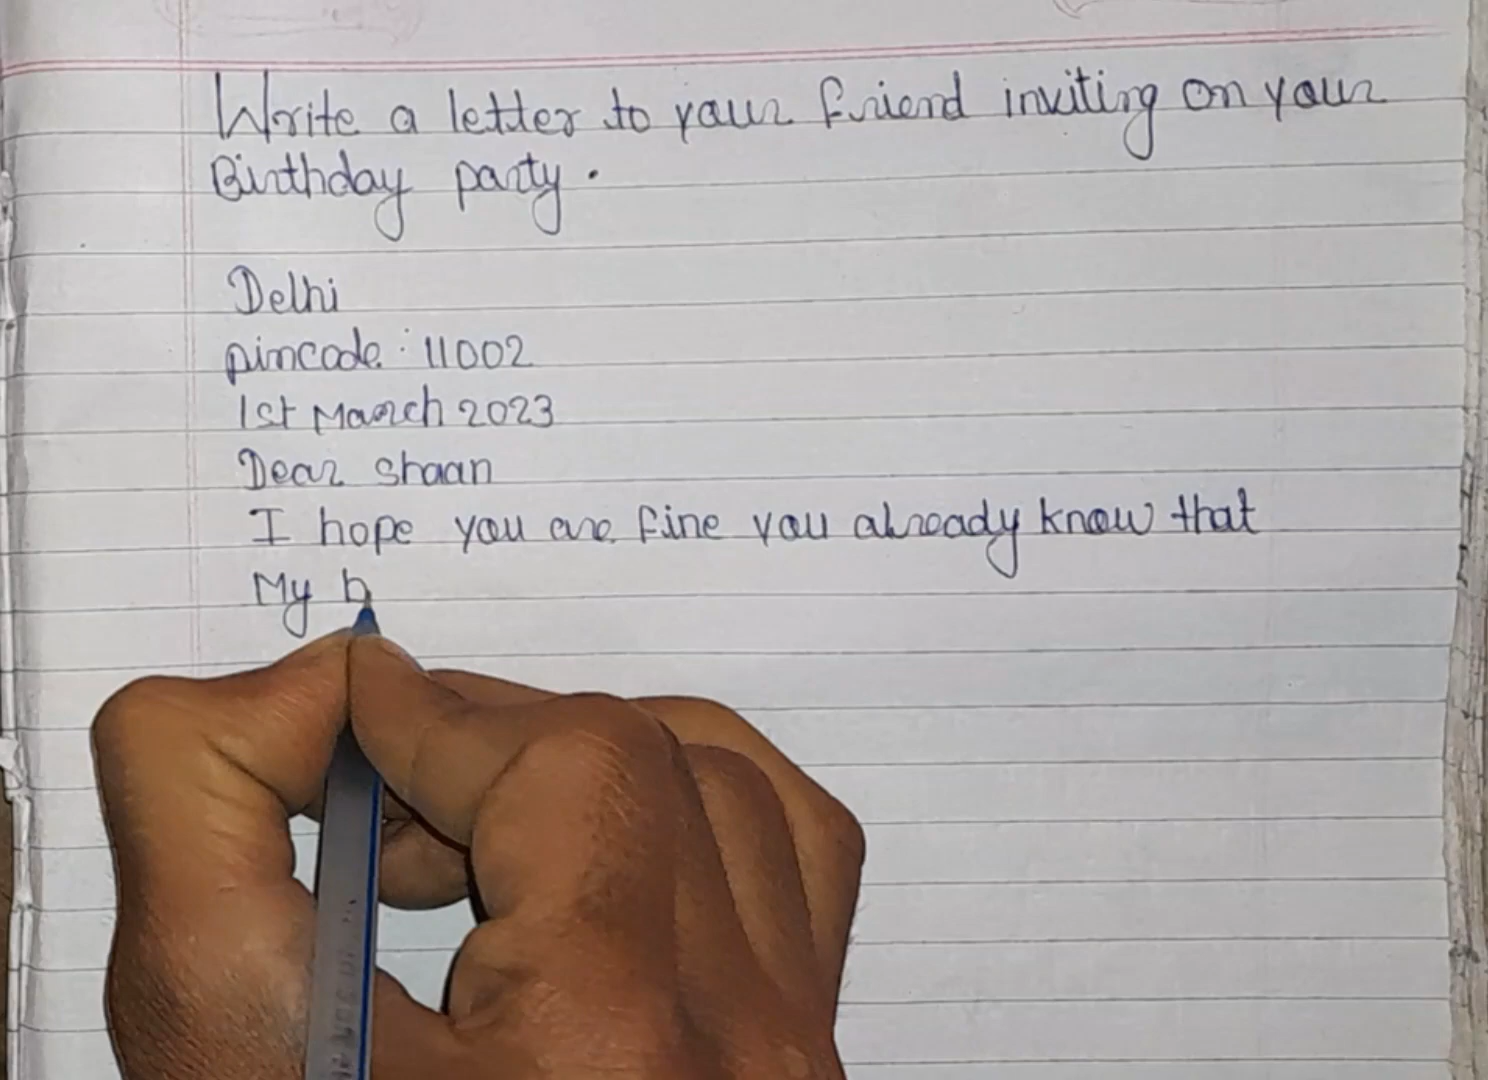 Write a letter to your friend inviting on your
Birthday party.
Delhi
pincode : 11002
1st March 2023
Dear shaan
I hope you are fine you already know that
My b